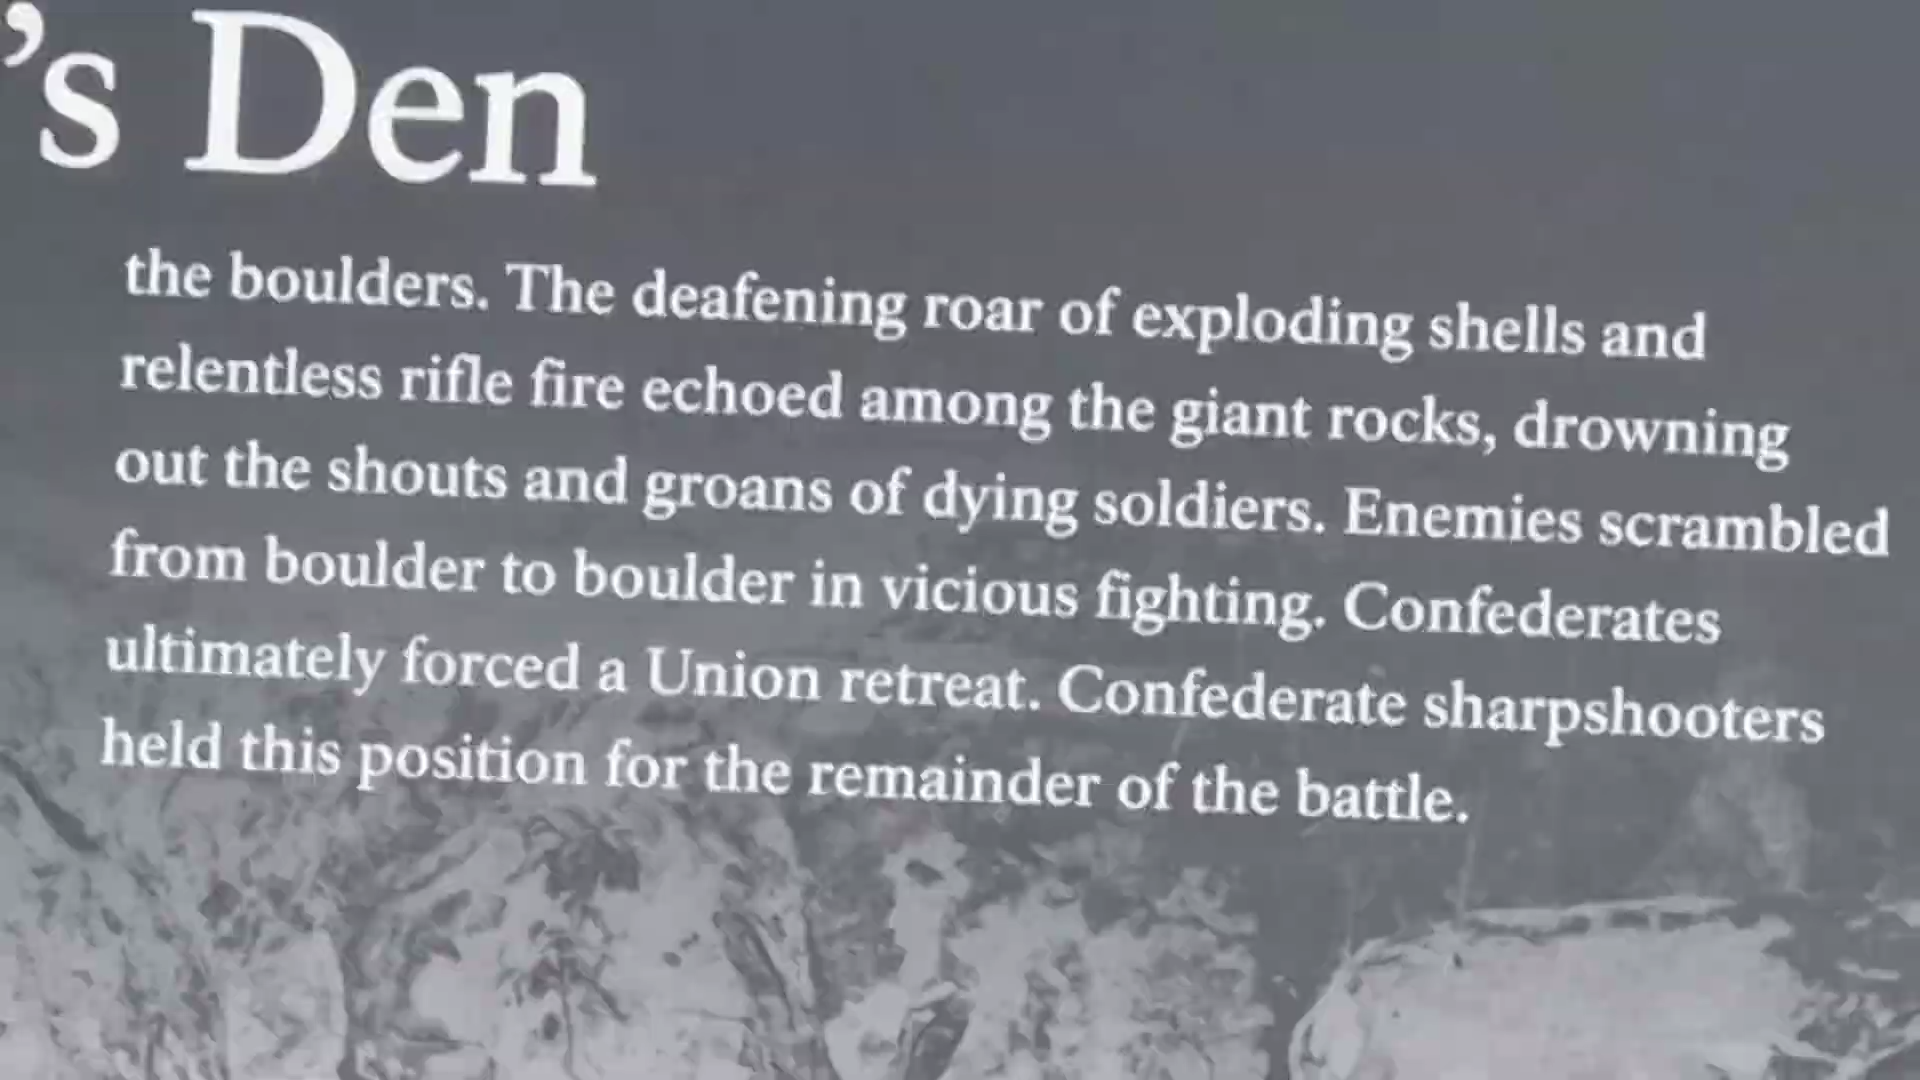 's Den
the boulders. The deafening roar of exploding shells and
relentless rifle fire echoed among the giant rocks, drowning
out the shouts and groans of dying soldiers. Enemies scrambled
from boulder to boulder in vicious fighting. Confederates
ultimately forced a Union retreat. Confederate sharpshooters
held this position for the remainder of the battle.